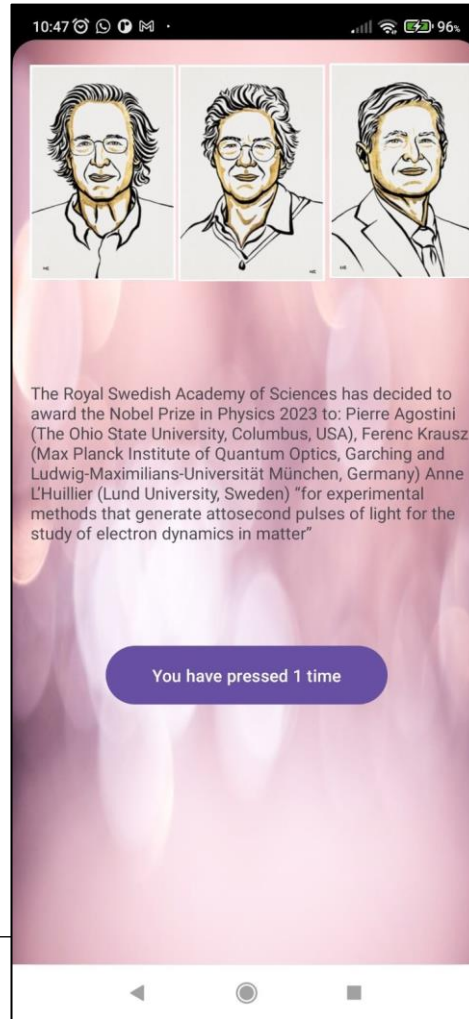 10:47
96%
The Royal Swedish Academy of Sciences has decided to
award the Nobel Prize in Physics 2023 to: Pierre Agostini
(The Ohio State University, Columbus, USA), Ferenc Krausz
(Max Planck Institute of Quantum Optics, Garching and
Ludwig-Maximilians-Universität München, Germany) Anne
L’Huillier (Lund University, Sweden) “for experimental
methods that generate attosecond pulses of light for the
study of electron dynamics in matter”
You have pressed 1 time